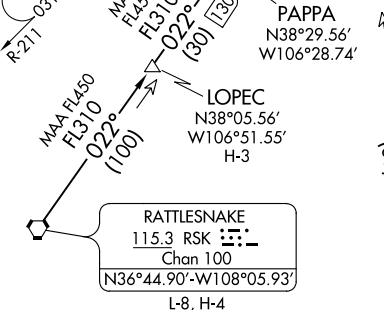 R-211
FL310
022°
(30)
130
PAPPA
N38°29.56'
W106°28.74'
MAA FL450
FL310
022°
(100)
LOPEC
N38°05.56'
W106°51.55'
H-3
RATTLESNAKE
115.3 RSK
Chan 100
N36°44.90'-W108°05.93'
L-8, H-4